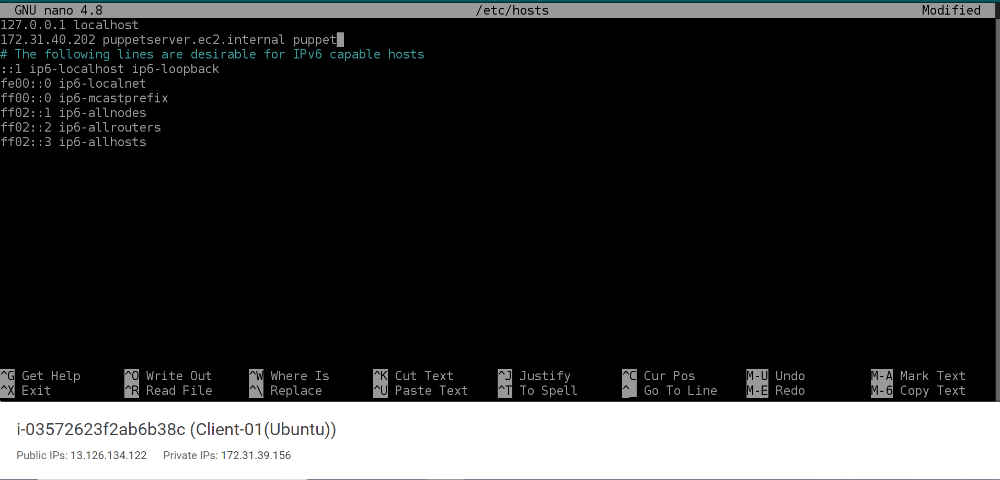 GNU nano 4.8 /etc/hosts Modified
127.0.0.1 localhost
172.31.40.202 puppetserver.ec2.internal puppet
# The following lines are desirable for IPv6 capable hosts
::1 ip6-localhost ip6-loopback
fe00::0 ip6-localnet
ff00::0 ip6-mcastprefix
ff02::1 ip6-allnodes
ff02::2 ip6-allrouters
ff02::3 ip6-allhosts
^G Get Help ^O Write Out ^W Where Is ^K Cut Text ^J Justify ^C Cur Pos M-U Undo M-A Mark Text
^X Exit ^R Read File ^\ Replace ^U Paste Text ^T To Spell ^_ Go To Line M-E Redo M-6 Copy Text
i-03572623f2ab6b38c (Client-01(Ubuntu))
Public IPs: 13.126.134.122 Private IPs: 172.31.39.156